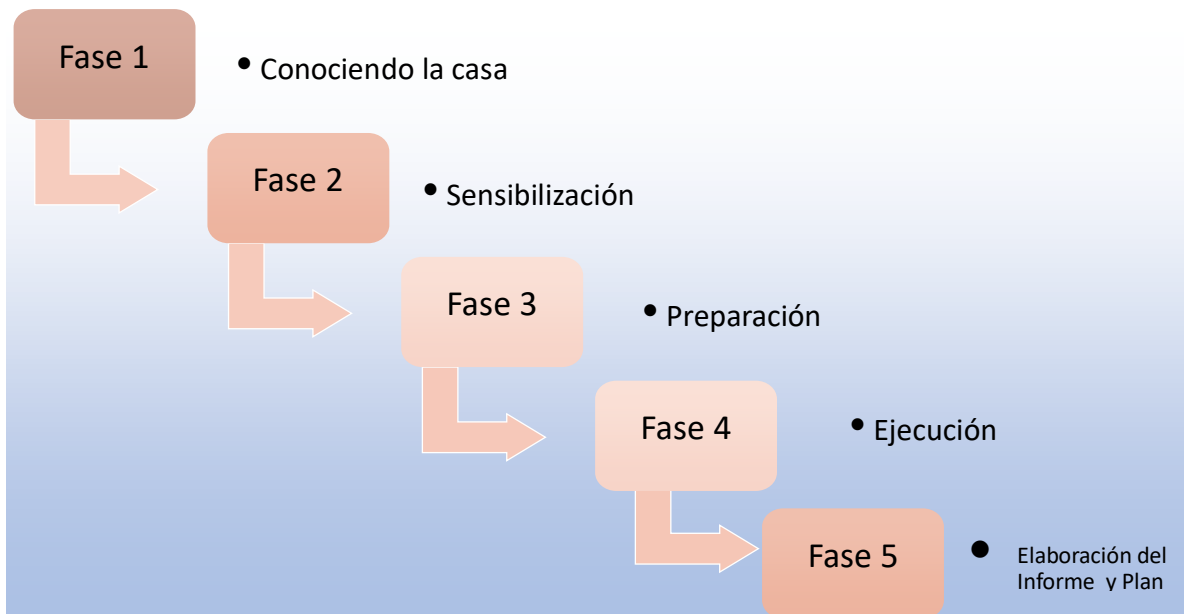 Fase 1
• Conociendo la casa
Fase 2
• Sensibilización
Fase 3
• Preparación
Fase 4
• Ejecución
Fase 5
• Elaboración del
Informe y Plan